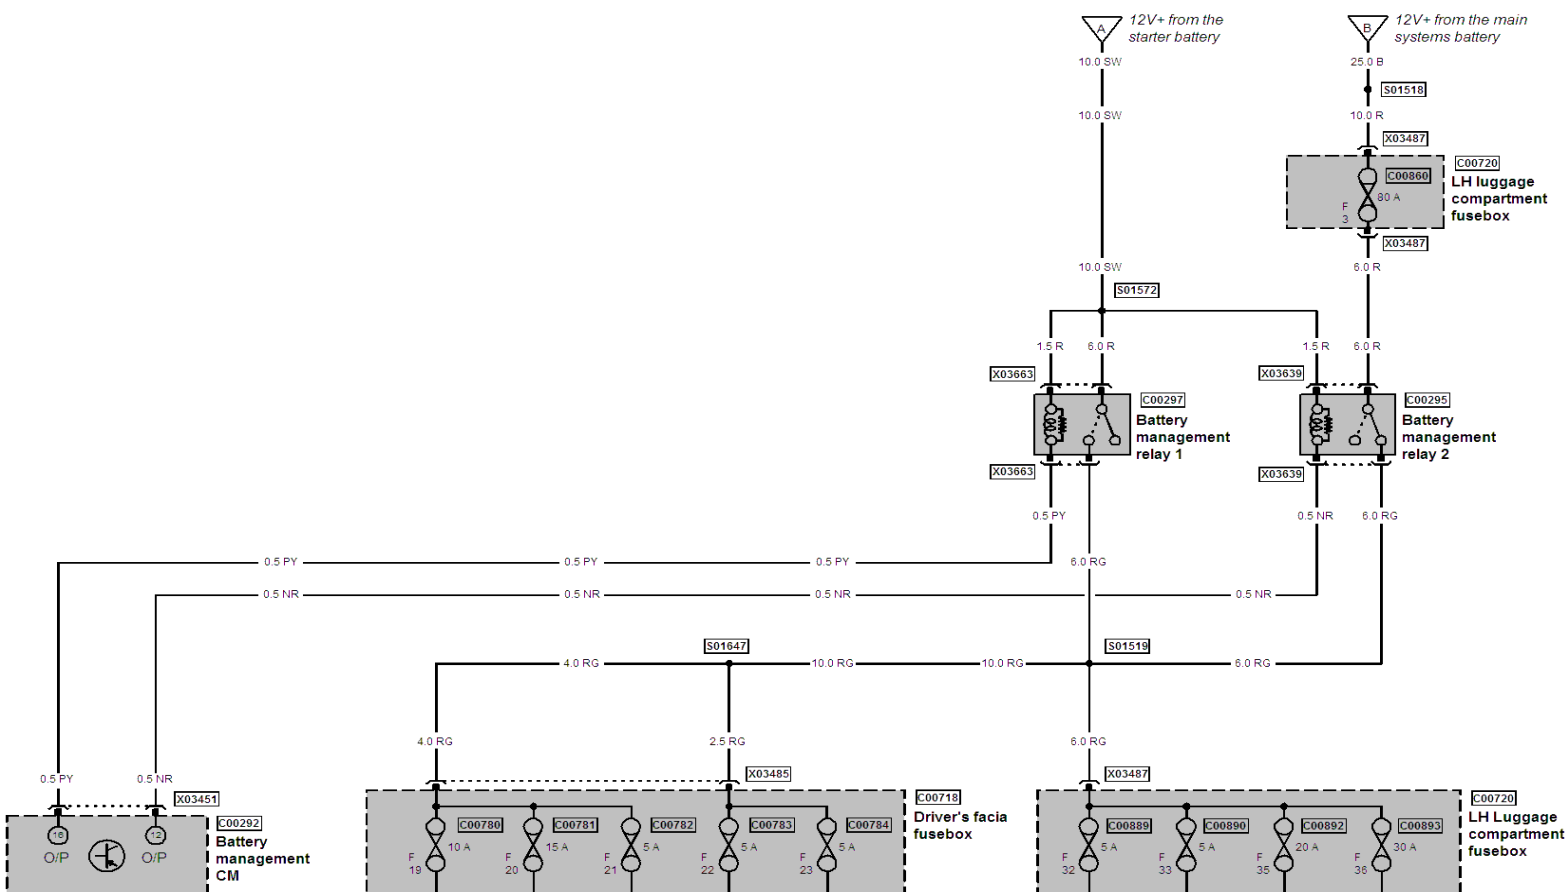 A
12V+ from the
starter battery
B
12V+ from the main
systems battery
10.0 SW
25.0 B
S01518
10.0 SW
10.0 R
X03487
C00720
LH luggage
compartment
fusebox
C00860
80 A
F
3
X03487
10.0 SW
6.0 R
S01572
1.5 R
6.0 R
1.5 R
6.0 R
X03663
X03639
C00297
Battery
management
relay 1
C00295
Battery
management
relay 2
X03663
X03639
0.5 PY
0.5 NR
6.0 RG
0.5 PY
0.5 PY
0.5 PY
6.0 RG
0.5 NR
0.5 NR
0.5 NR
0.5 NR
S01647
S01519
4.0 RG
10.0 RG
10.0 RG
6.0 RG
4.0 RG
2.5 RG
6.0 RG
0.5 PY
0.5 NR
X03485
X03487
X03451
C00718
Driver's facia
fusebox
C00720
LH Luggage
compartment
fusebox
C00292
Battery
management
CM
16
O/P
12
O/P
C00780
10 A
F
19
C00781
15 A
F
20
C00782
5 A
F
21
C00783
5 A
F
22
C00784
5 A
F
23
C00889
5 A
F
32
C00890
5 A
F
33
C00892
20 A
F
35
C00893
30 A
F
36